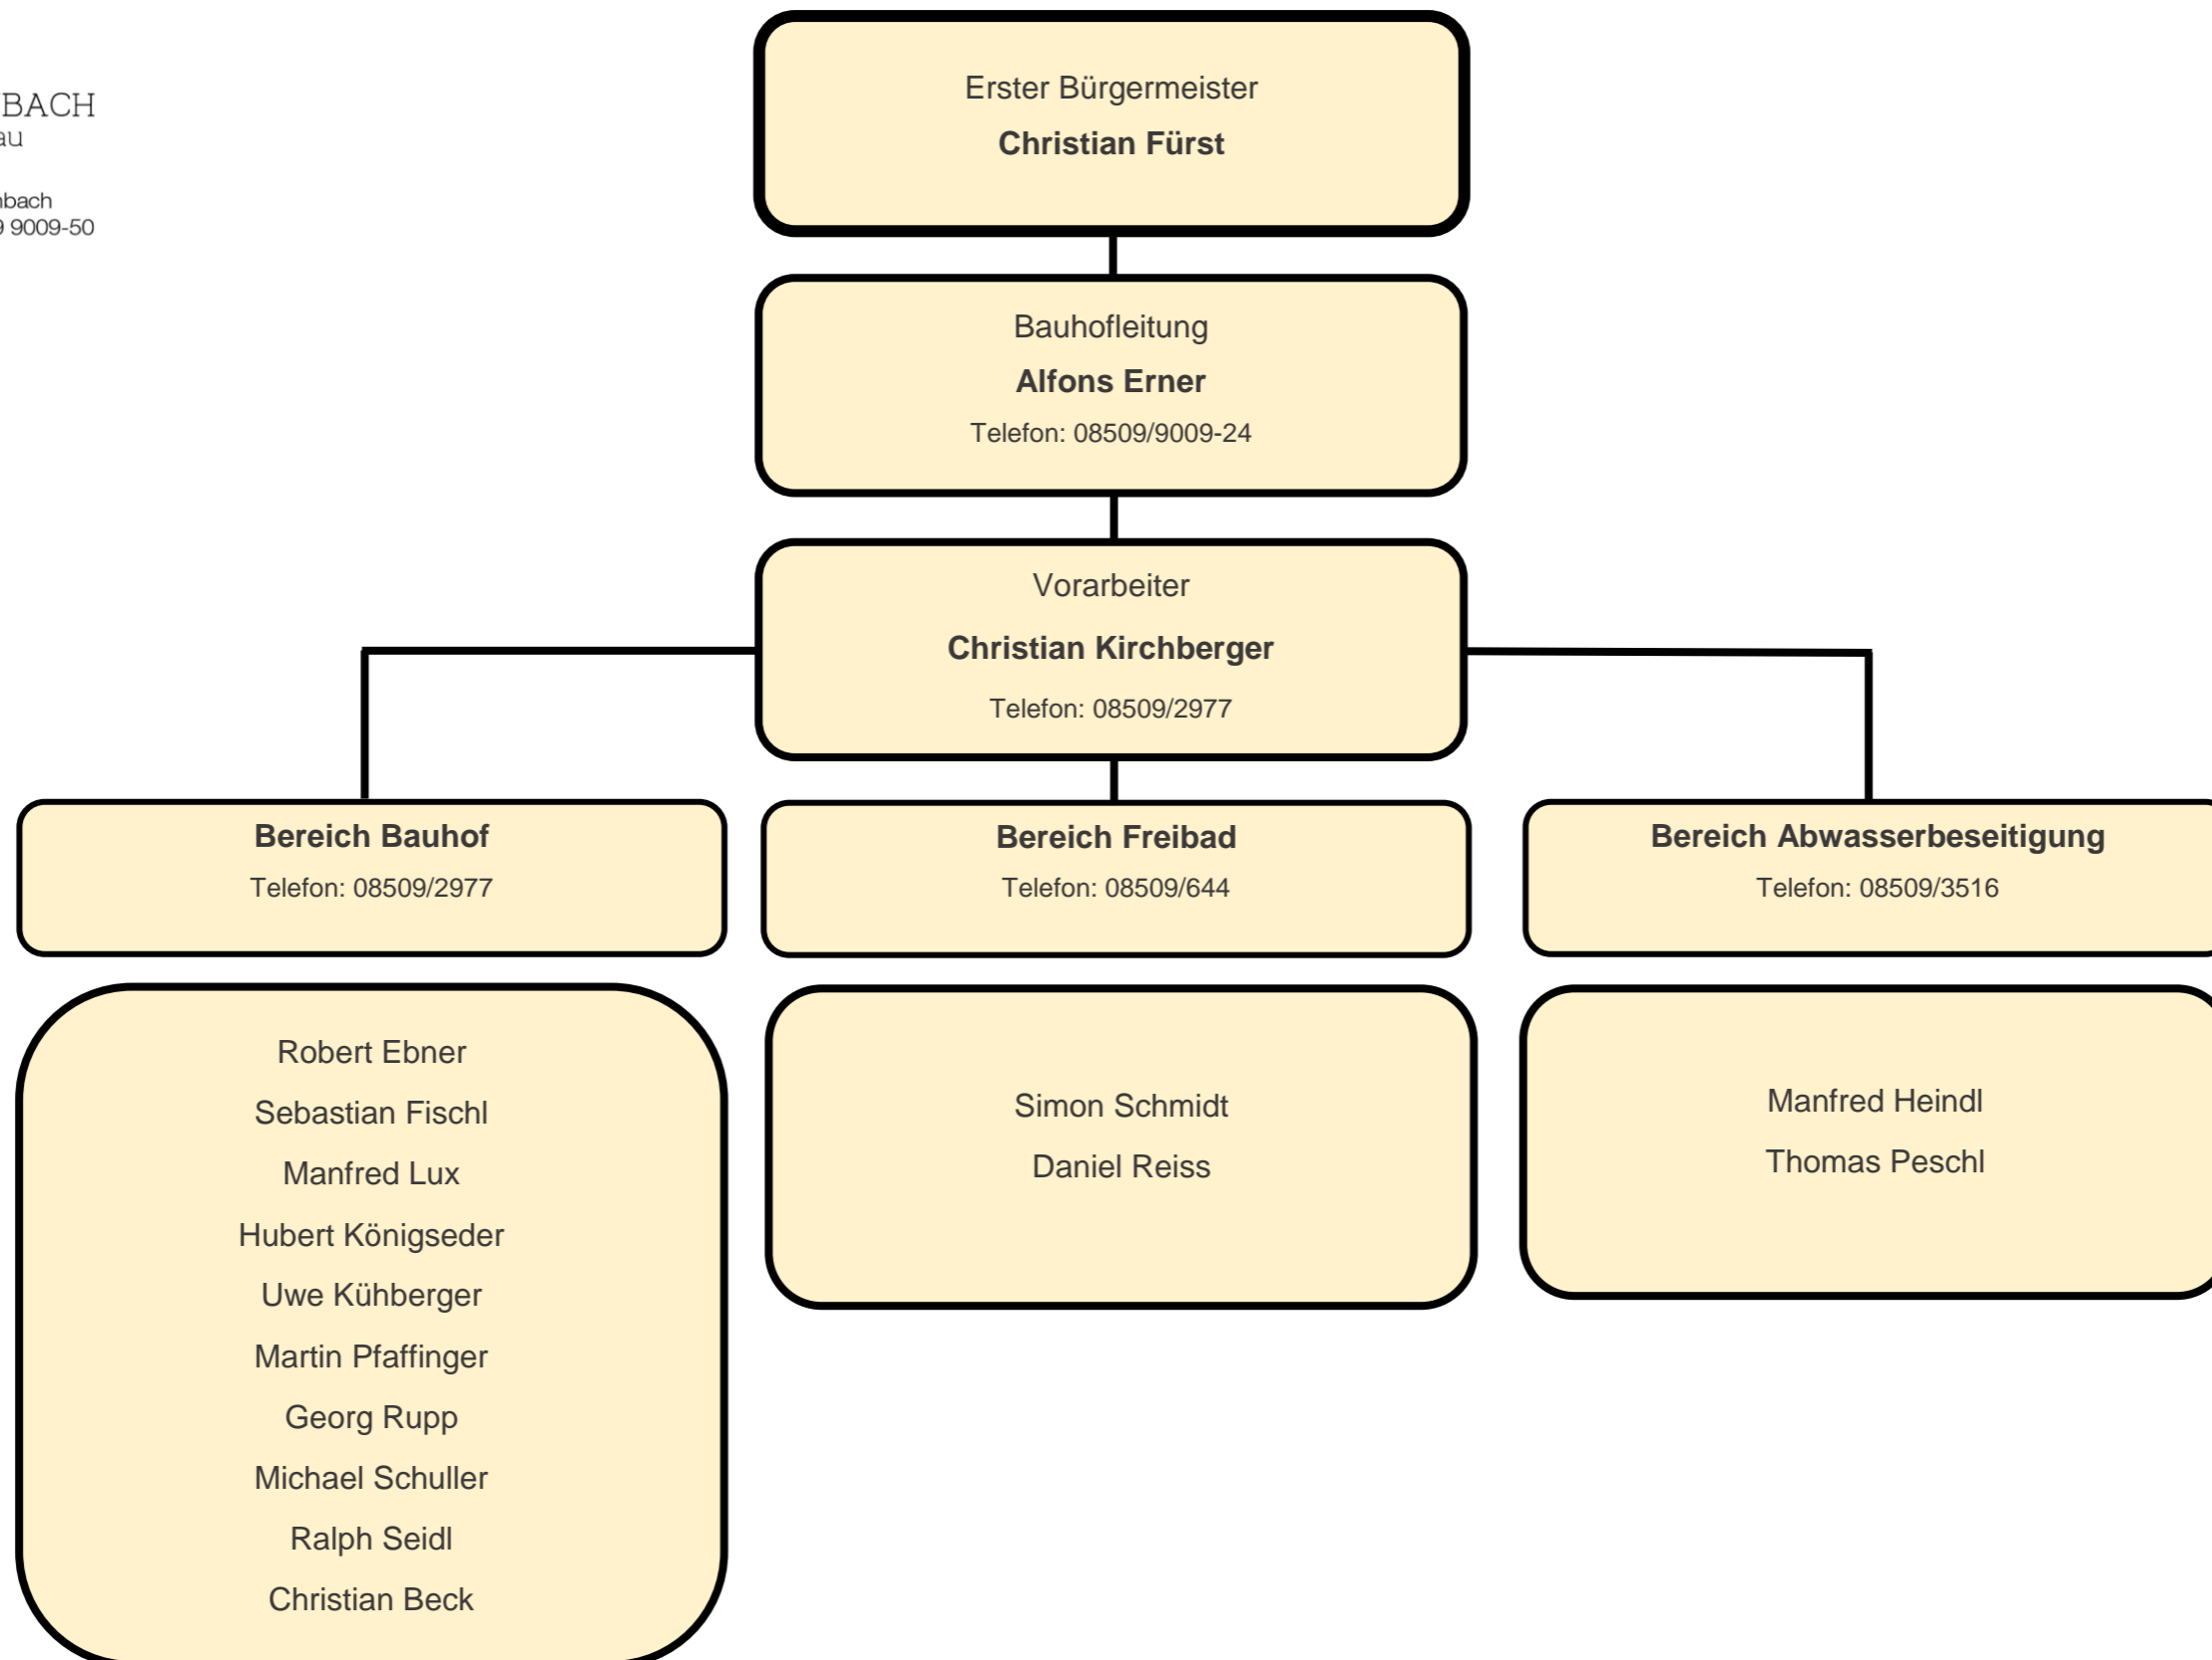 Erster Bürgermeister
Christian Fürst
9009-50
Bauhofleitung
Alfons Erner
Telefon: 08509/9009-24
Vorarbeiter
Christian Kirchberger
Telefon: 08509/2977
Bereich Bauhof
Telefon: 08509/2977
Bereich Freibad
Telefon: 08509/644
Bereich Abwasserbeseitigung
Telefon: 08509/3516
Robert Ebner
Sebastian Fischl
Manfred Lux
Hubert Königseder
Uwe Kühberger
Martin Pfaffinger
Georg Rupp
Michael Schuller
Ralph Seidl
Christian Beck
Simon Schmidt
Daniel Reiss
Manfred Heindl
Thomas Peschl